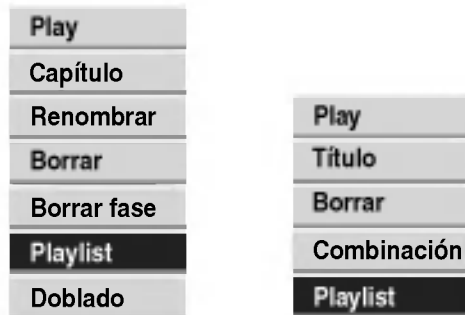 Play
Capítulo
Renombrar
Borrar
Borrar fase
Playlist
Doblado
Play
Título
Borrar
Combinación
Playlist